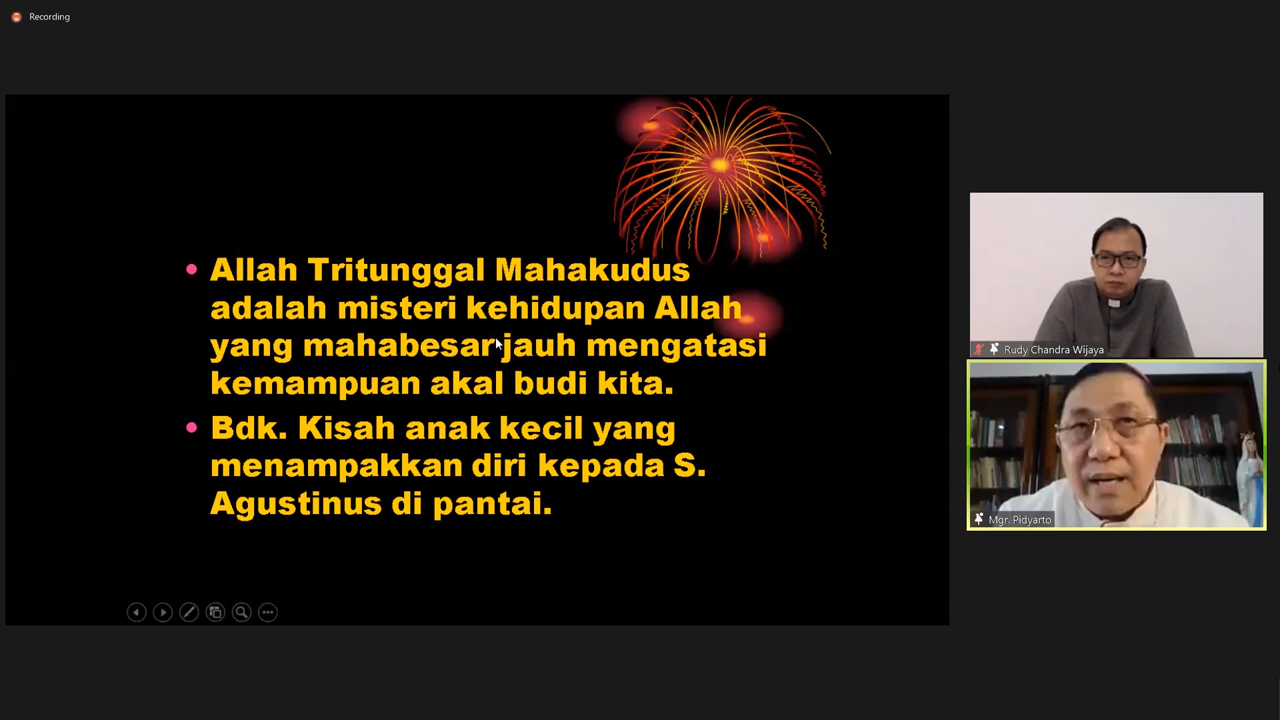 Recording
Allah Tritunggal Mahakudus
adalah misteri kehidupan Allah
yang mahabesar jauh mengatasi
kemampuan akal budi kita.
Bdk. Kisah anak kecil yang
menampakkan diri kepada S.
Agustinus di pantai.
Rudy Chandra Wijaya
Mgr. Pidyarto